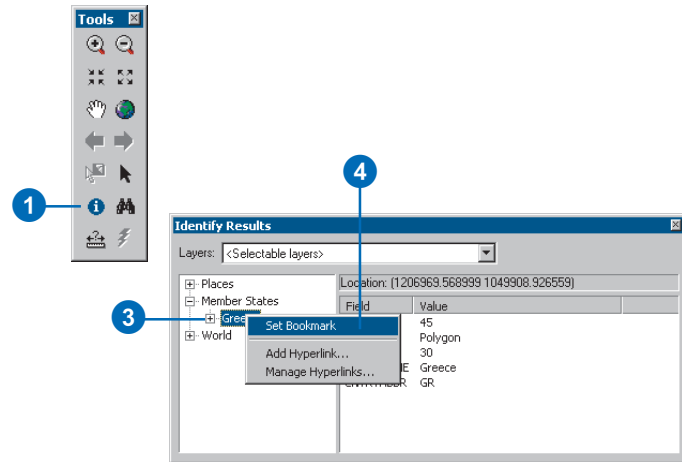 Tools
1
4
Identify Results
Layers: <Selectable layers>
Places
Member States
Gree
World
3
Set Bookmark
Add Hyperlink...
Manage Hyperlinks...
Location: (1206969.568999 1049908.926559)
Field Value
45
Polygon
30
E Greece
GR